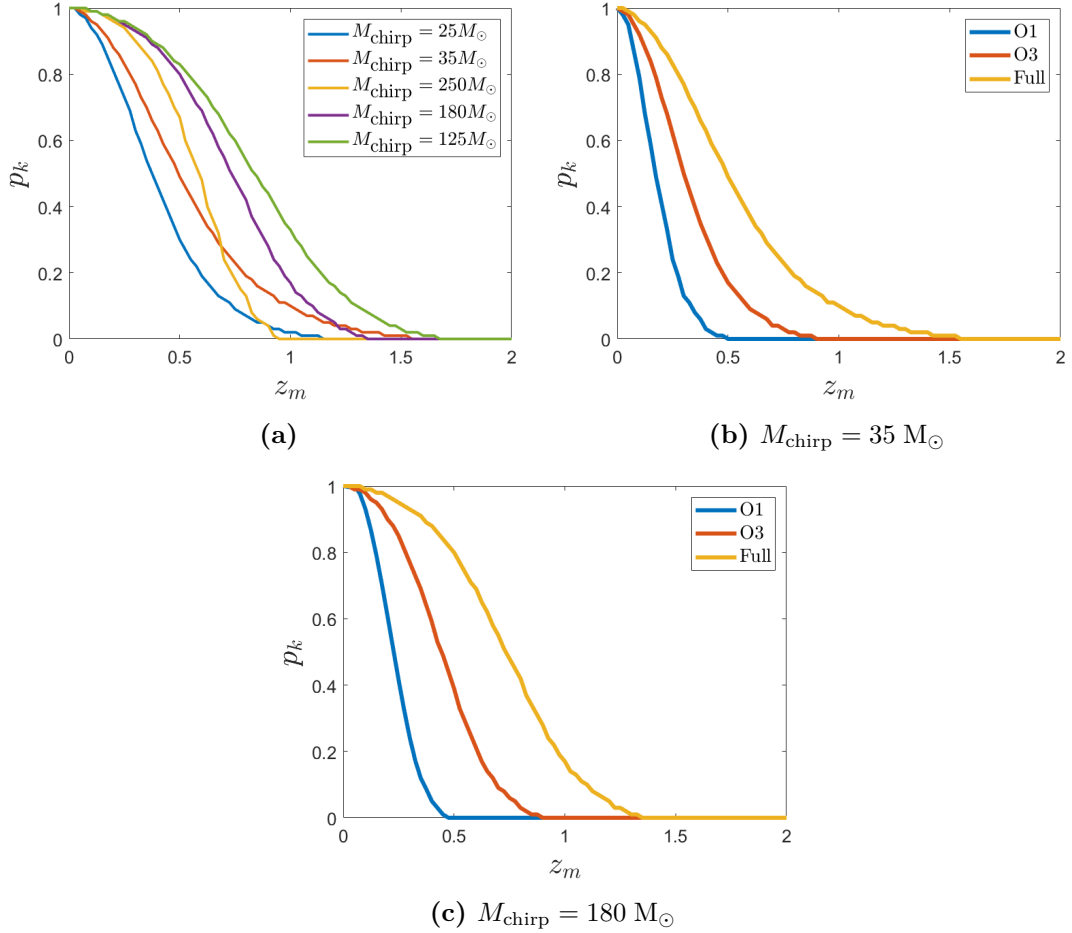 1
0.8
0.6
0.4
0.2
0
0 0.5 1 1.5 2
p_k
z_m
M_chirp = 25M_⊙
M_chirp = 35M_⊙
M_chirp = 250M_⊙
M_chirp = 180M_⊙
M_chirp = 125M_⊙
(a)
1
0.8
0.6
0.4
0.2
0
0 0.5 1 1.5 2
p_k
z_m
O1
O3
Full
(b) M_chirp = 35 M_⊙
1
0.8
0.6
0.4
0.2
0
0 0.5 1 1.5 2
p_k
z_m
O1
O3
Full
(c) M_chirp = 180 M_⊙